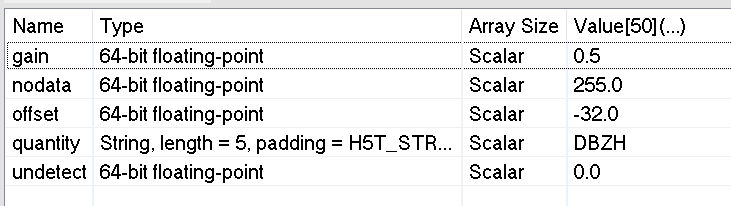 Name Type Array Size Value[50](...)
gain 64-bit floating-point Scalar 0.5
nodata 64-bit floating-point Scalar 255.0
offset 64-bit floating-point Scalar -32.0
quantity String, length = 5, padding = H5T_STR... Scalar DBZH
undetect 64-bit floating-point Scalar 0.0